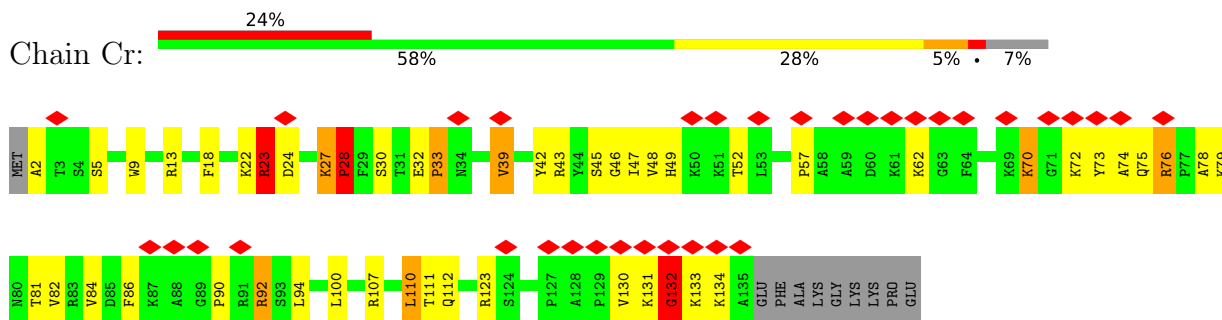 24%
Chain Cr:
58% 28% 5% • 7%
MET A2 T3 S4 S5 W9 R13 F18 K22 R23 D24 K27 P28 F29 S30 T31 E32 P33 N34 V39 Y42 R43 Y44 S45 G46 I47 V48 H49 K50 K51 T52 L53 P57 A58 A59 D60 K61 K62 G63 F64 K69 K70 G71 K72 Y73 A74 Q75 R76 P77 A78 K79
N80 T81 V82 R83 V84 D85 F86 K87 A88 G89 P90 R91 R92 S93 L94 L100 R107 L110 T111 Q112 R123 S124 P127 A128 P129 V130 K131 G132 K133 K134 A135 GLU PHE ALA LYS GLY LYS LYS PRO GLU